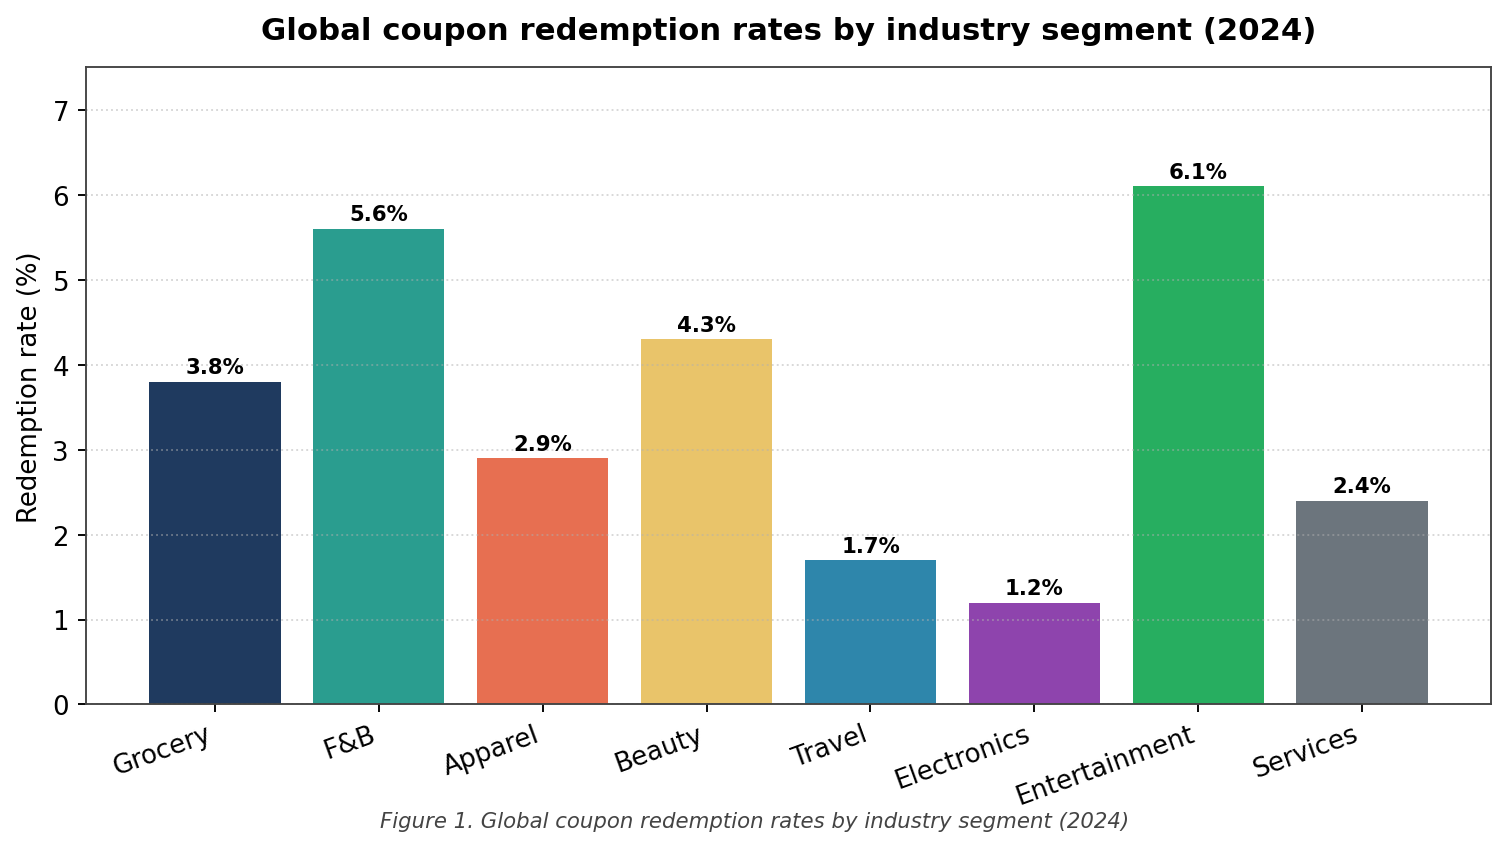 Global coupon redemption rates by industry segment (2024)
Redemption rate (%)
7
6
5
4
3
2
1
0
3.8%
5.6%
2.9%
4.3%
1.7%
1.2%
6.1%
2.4%
Grocery
F&B
Apparel
Beauty
Travel
Electronics
Entertainment
Services
Figure 1. Global coupon redemption rates by industry segment (2024)